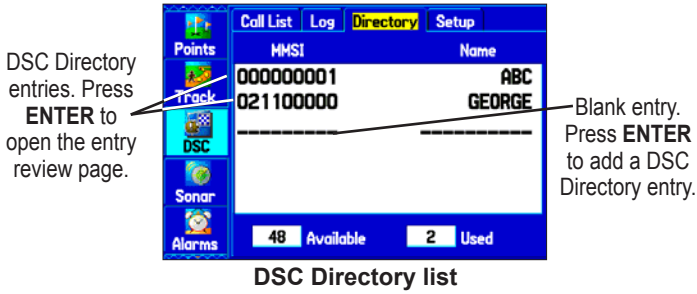 DSC Directory
entries. Press
ENTER to
open the entry
review page.
Points
Track
DSC
Sonar
Alarms
Call List Log Directory Setup
MMSI Name
000000001 ABC
021100000 GEORGE
_________ __________
48 Available 2 Used
Blank entry.
Press ENTER
to add a DSC
Directory entry.
DSC Directory list